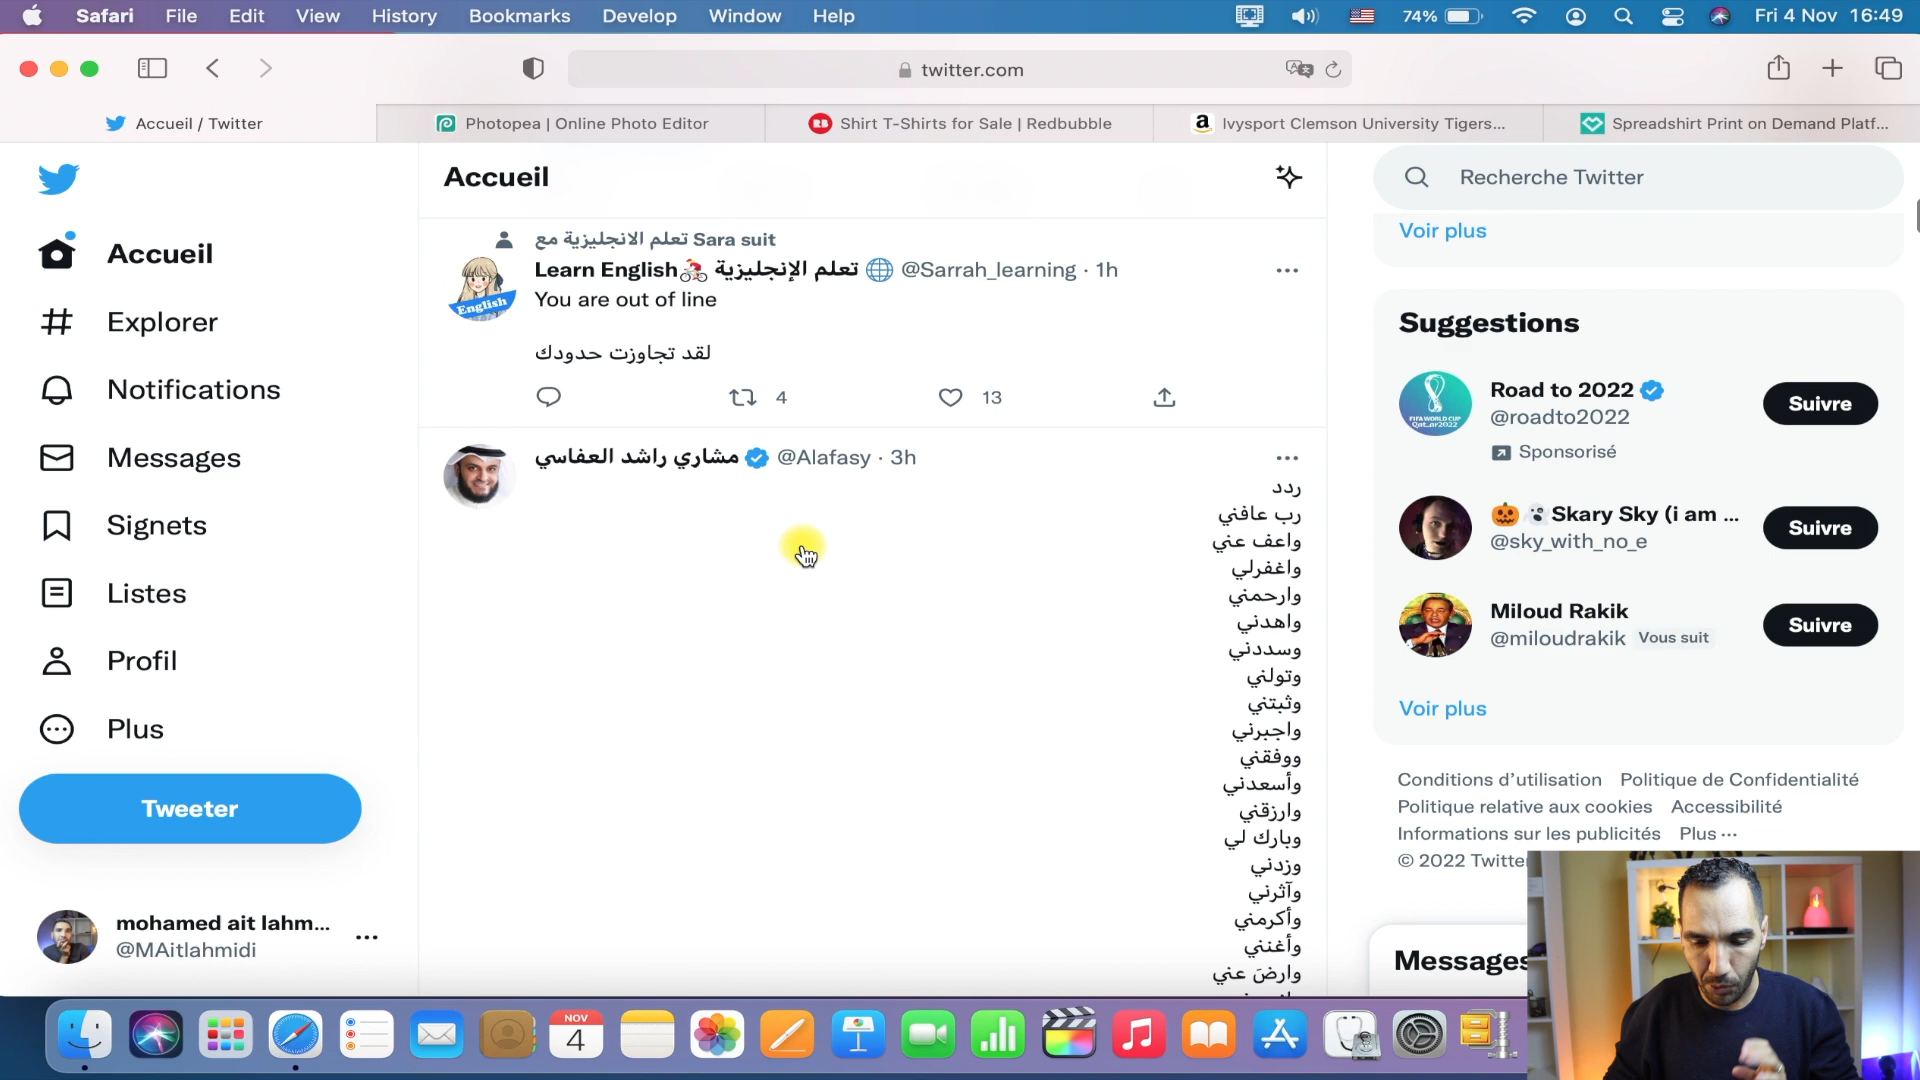 Safari File Edit View History Bookmarks Develop Window Help 74% Fri 4 Nov 16:49
twitter.com
Accueil / Twitter
Photopea | Online Photo Editor
Shirt T-Shirts for Sale | Redbubble
Ivysport Clemson University Tigers...
Spreadshirt Print on Demand Platf...
Accueil
Explorer
Notifications
Messages
Signets
Listes
Profil
Plus
Tweeter
mohamed ait lahm...
@MAitlahmidi
Accueil
تعلم الانجليزية مع Sara suit
Learn English تعلم الإنجليزية @Sarrah_learning · 1h
You are out of line
لقد تجاوزت حدودك
4 13
مشاري راشد العفاسي @Alafasy · 3h
ردد
رب عافني
واعف عني
واغفرلي
وارحمني
واهدني
وسددني
وتولني
وثبتني
واجبرني
ووفقني
وأسعدني
وارزقني
وبارك لي
وزدني
وآثرني
وأكرمني
وأغنني
وارضَ عني
Recherche Twitter
Voir plus
Suggestions
Road to 2022
@roadto2022
Sponsorisé
Suivre
Skary Sky (i am ...
@sky_with_no_e
Suivre
Miloud Rakik
@miloudrakik Vous suit
Suivre
Voir plus
Conditions d’utilisation Politique de Confidentialité
Politique relative aux cookies Accessibilité
Informations sur les publicités Plus ...
© 2022 Twitte
Messages
English
FIFA WORLD CUP
Qatar2022
NOV
4